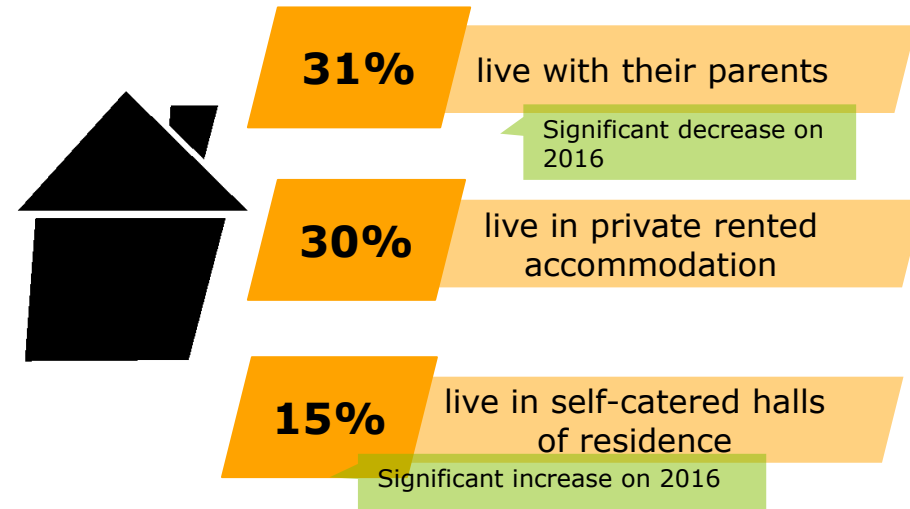 31%
live with their parents
Significant decrease on
2016
30%
live in private rented
accommodation
15%
live in self-catered halls
of residence
Significant increase on 2016